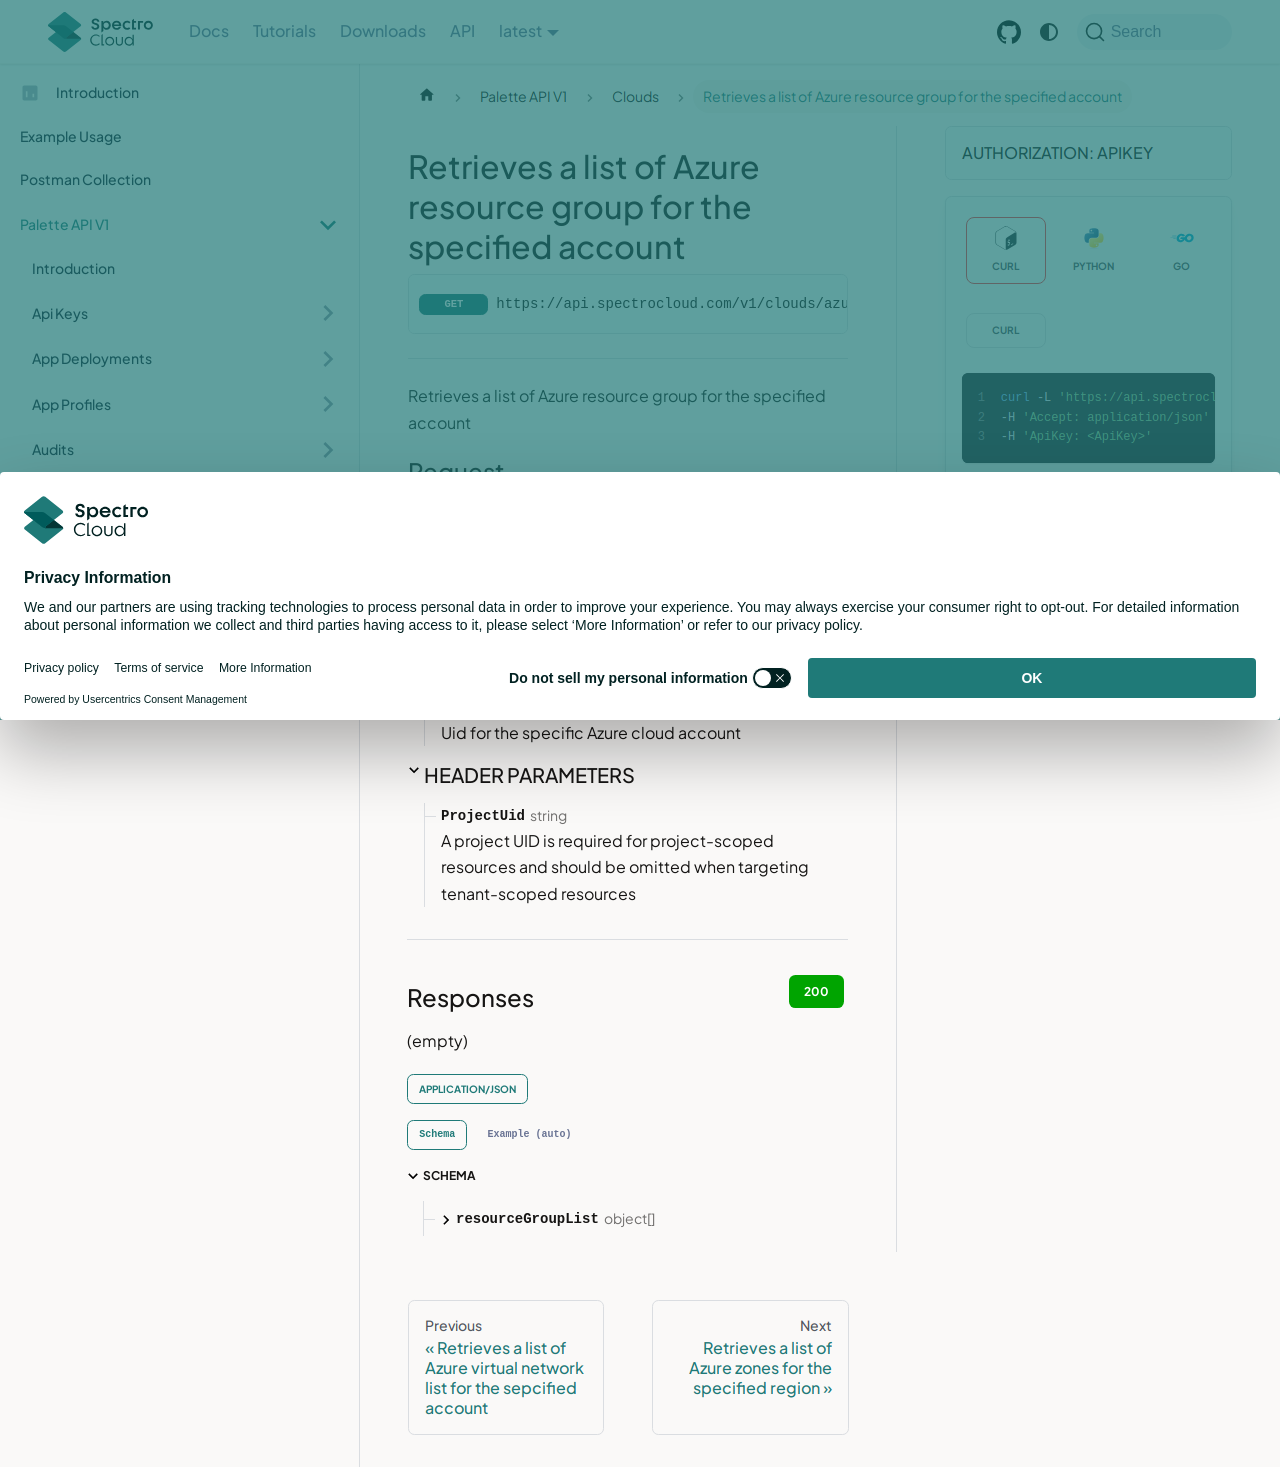 Spectro Cloud
Docs
Tutorials
Downloads
API
latest
Search
Introduction
Example Usage
Postman Collection
Palette API V1
Introduction
Api Keys
App Deployments
App Profiles
Audits
Palette API V1
Clouds
Retrieves a list of Azure resource group for the specified account
Retrieves a list of Azure
resource group for the
specified account
GET https://api.spectrocloud.com/v1/clouds/azu
Retrieves a list of Azure resource group for the specified
account
Request
AUTHORIZATION: APIKEY
CURL
PYTHON
GO
CURL
1 curl -L 'https://api.spectrocl
2 -H 'Accept: application/json'
3 -H 'ApiKey: <ApiKey>'
Spectro
Cloud
Privacy Information
We and our partners are using tracking technologies to process personal data in order to improve your experience. You may always exercise your consumer right to opt-out. For detailed information
about personal information we collect and third parties having access to it, please select ‘More Information’ or refer to our privacy policy.
Privacy policy
Terms of service
More Information
Powered by Usercentrics Consent Management
Do not sell my personal information
OK
Uid for the specific Azure cloud account
HEADER PARAMETERS
ProjectUid string
A project UID is required for project-scoped
resources and should be omitted when targeting
tenant-scoped resources
Responses
200
(empty)
APPLICATION/JSON
Schema
Example (auto)
SCHEMA
resourceGroupList object[]
Previous
« Retrieves a list of
Azure virtual network
list for the sepcified
account
Next
Retrieves a list of
Azure zones for the
specified region »